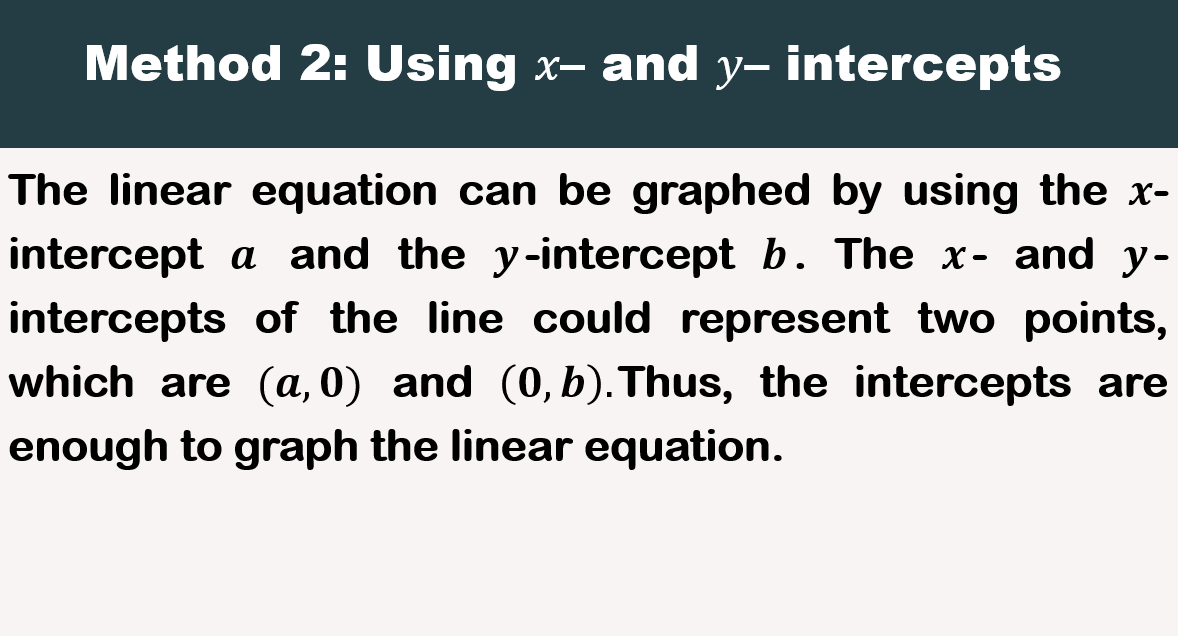 Method 2: Using x– and y– intercepts
The linear equation can be graphed by using the x-
intercept a and the y-intercept b. The x- and y-
intercepts of the line could represent two points,
which are (a, 0) and (0, b).Thus, the intercepts are
enough to graph the linear equation.